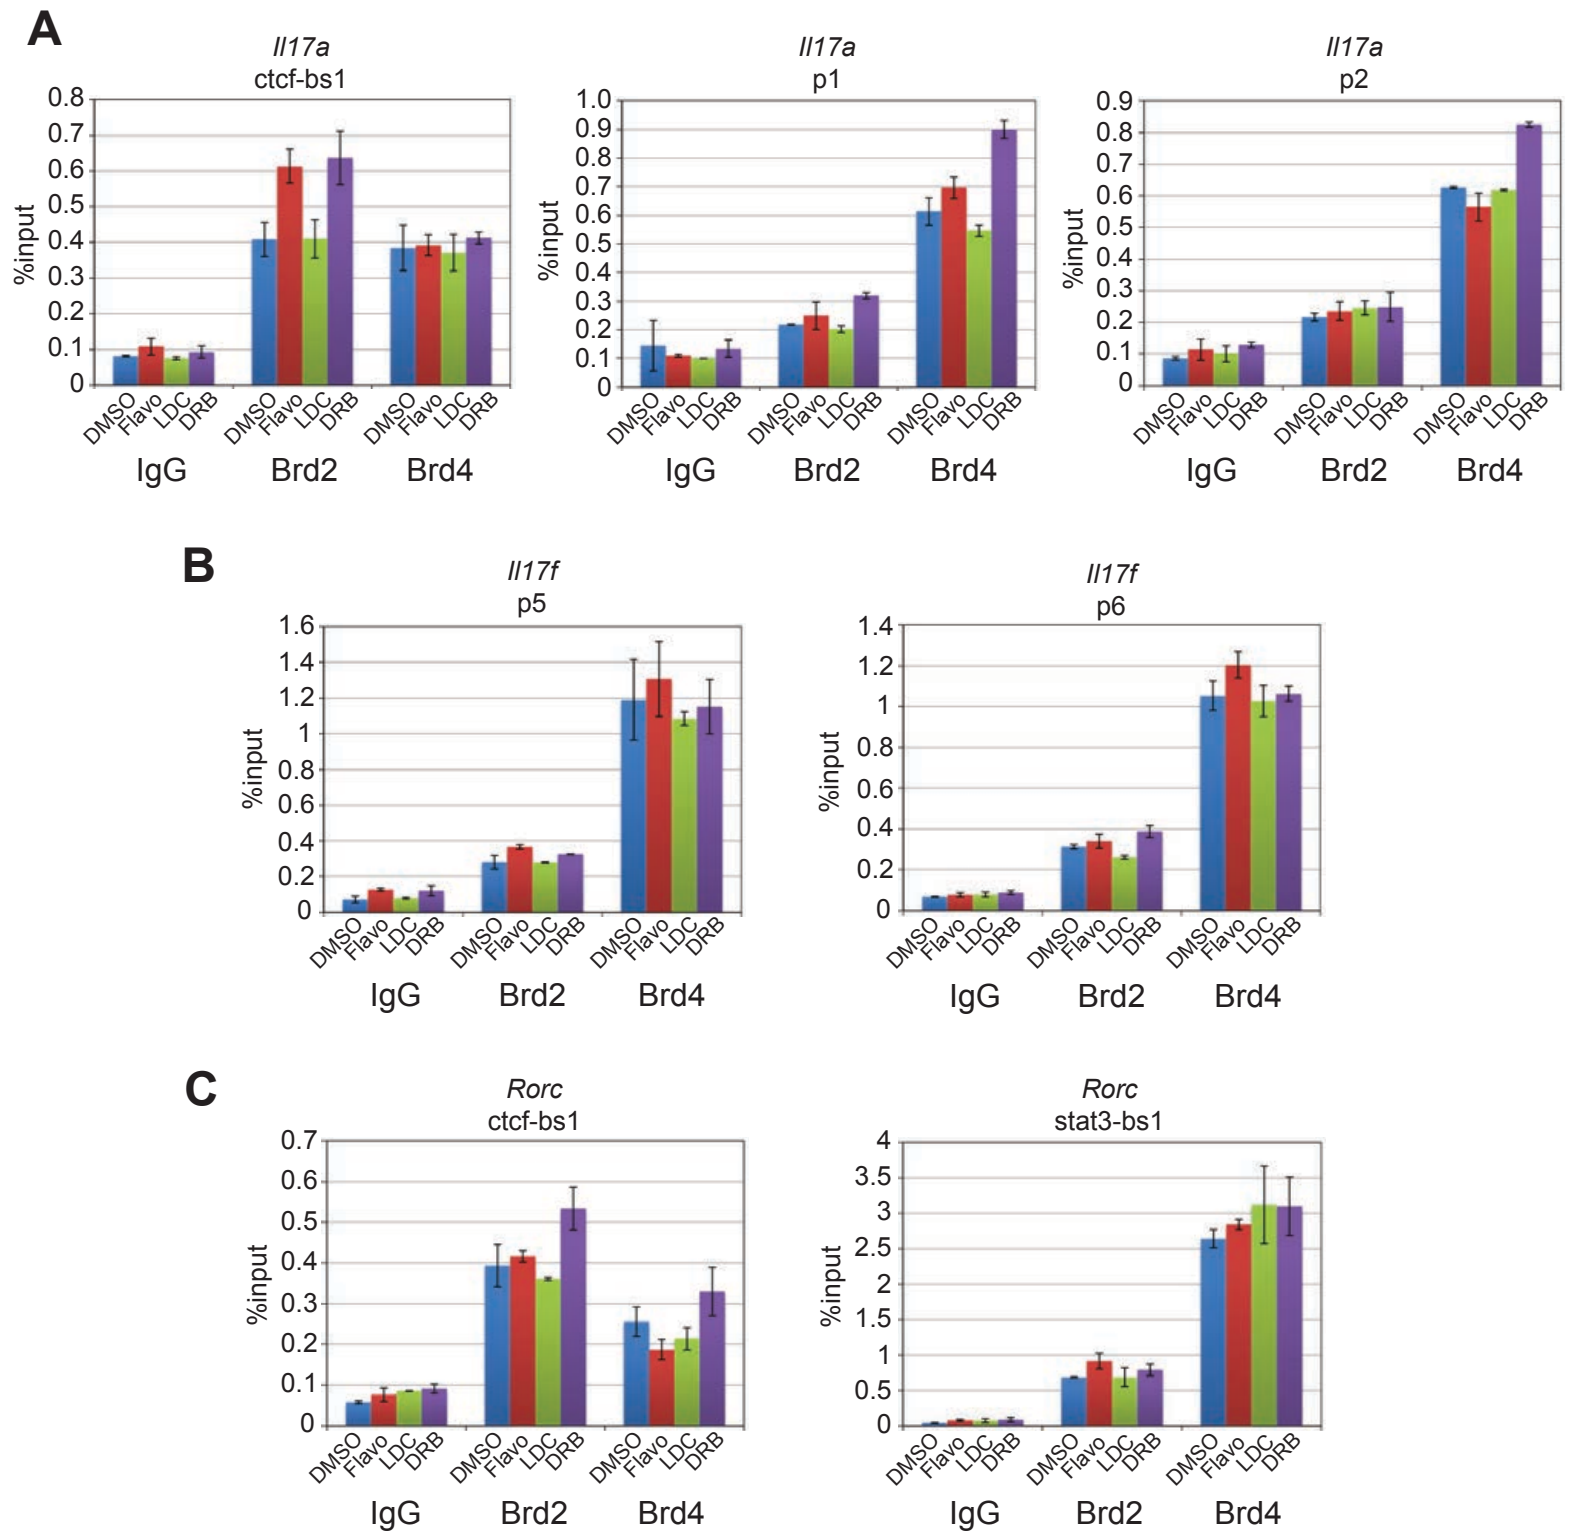 A
Il17a
ctcf-bs1
0.8
0.7
0.6
0.5
0.4
0.3
0.2
0.1
0
%input
DMSO Flavo LDC DRB DMSO Flavo LDC DRB DMSO Flavo LDC DRB
IgG Brd2 Brd4
Il17a
p1
1.0
0.9
0.8
0.7
0.6
0.5
0.4
0.3
0.2
0.1
0
%input
DMSO Flavo LDC DRB DMSO Flavo LDC DRB DMSO Flavo LDC DRB
IgG Brd2 Brd4
Il17a
p2
0.9
0.8
0.7
0.6
0.5
0.4
0.3
0.2
0.1
0
%input
DMSO Flavo LDC DRB DMSO Flavo LDC DRB DMSO Flavo LDC DRB
IgG Brd2 Brd4
B
Il17f
p5
1.6
1.4
1.2
1
0.8
0.6
0.4
0.2
0
%input
DMSO Flavo LDC DRB DMSO Flavo LDC DRB DMSO Flavo LDC DRB
IgG Brd2 Brd4
Il17f
p6
1.4
1.2
1
0.8
0.6
0.4
0.2
0
%input
DMSO Flavo LDC DRB DMSO Flavo LDC DRB DMSO Flavo LDC DRB
IgG Brd2 Brd4
C
Rorc
ctcf-bs1
0.7
0.6
0.5
0.4
0.3
0.2
0.1
0
%input
DMSO Flavo LDC DRB DMSO Flavo LDC DRB DMSO Flavo LDC DRB
IgG Brd2 Brd4
Rorc
stat3-bs1
4
3.5
3
2.5
2
1.5
1
0.5
0
%input
DMSO Flavo LDC DRB DMSO Flavo LDC DRB DMSO Flavo LDC DRB
IgG Brd2 Brd4